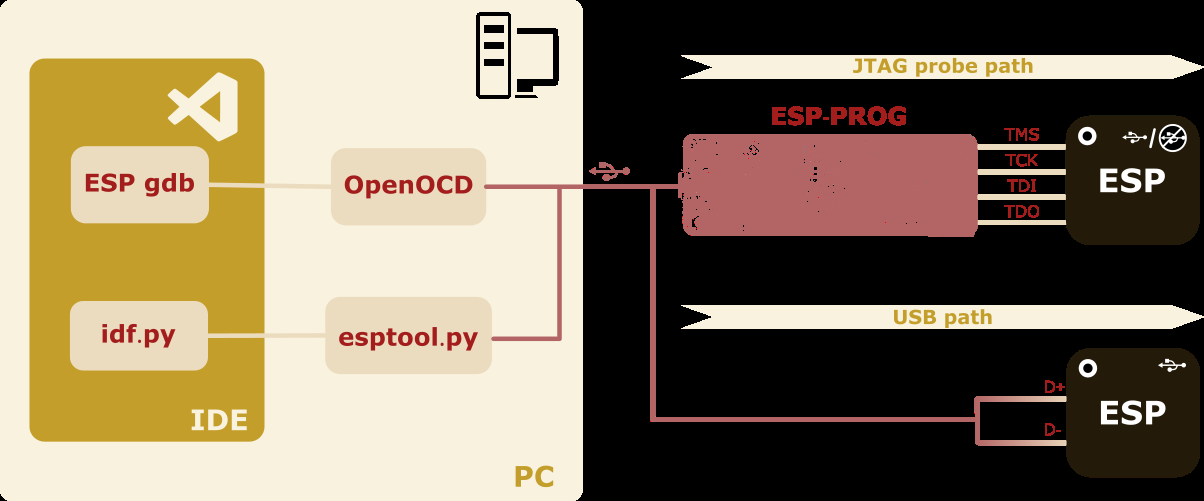 JTAG probe path
ESP-PROG
TMS
TCK
TDI
TDO
ESP
ESP gdb
OpenOCD
idf.py
esptool.py
IDE
PC
USB path
D+
D-
ESP